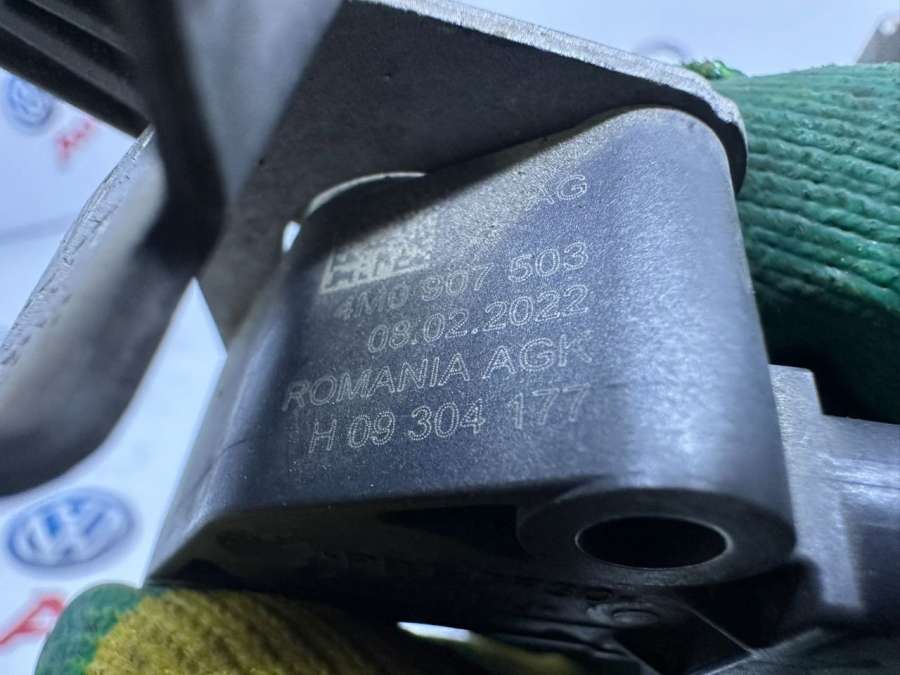 AG
4M0 907 503
08.02.2022
ROMANIA AGK
H 09 304 177